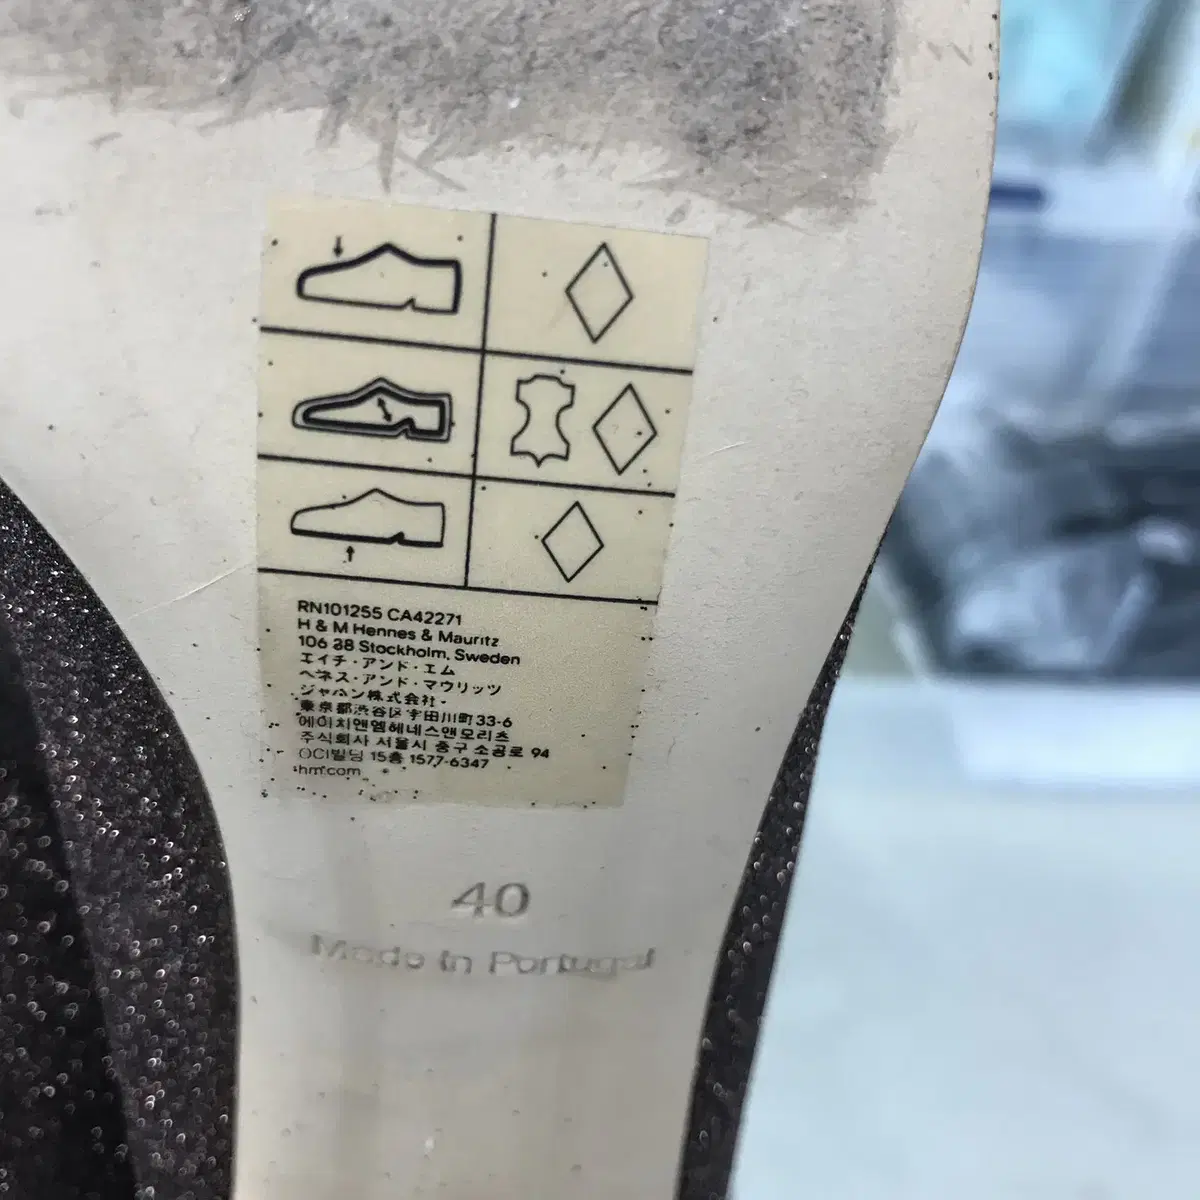 RN101255 CA42271
H & M Hennes & Mauritz
106 38 Stockholm, Sweden
エイチ・アンド・エム
ヘネス・アンド・マウリッツ
ジャパン株式会社
東京都渋谷区宇田川町33-6
에이치앤엠헤네스앤모리츠
주식회사 서울시 중구 소공로 94
OCI빌딩 15층 1577-6347
hm.com
40
Made in Portugal